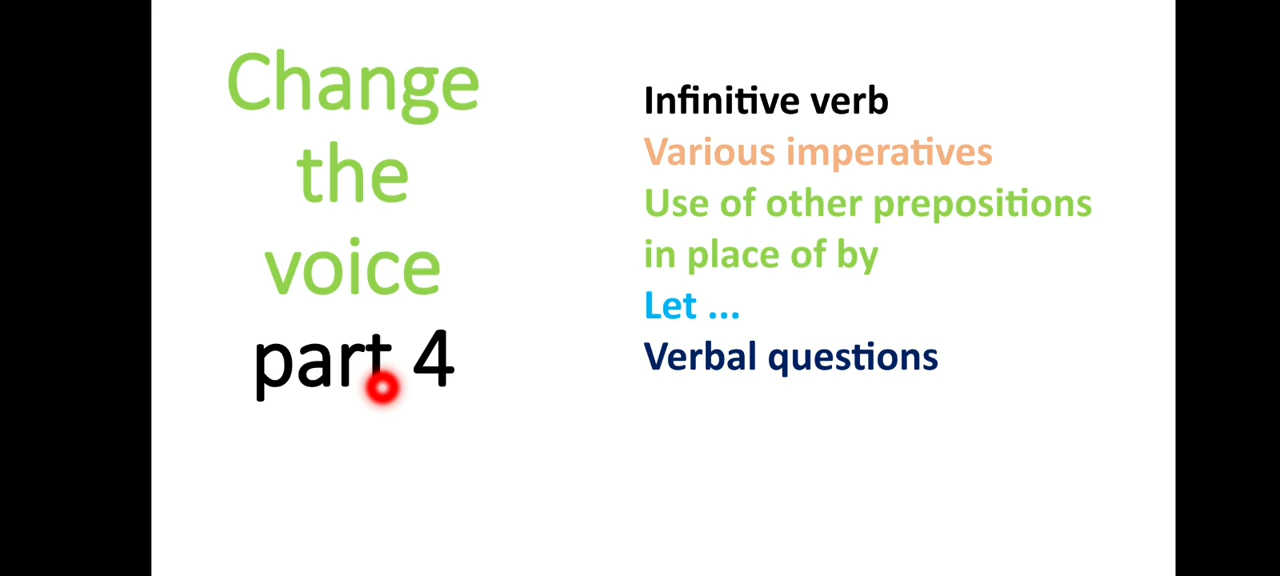 Change
the
voice
part 4
Infinitive verb
Various imperatives
Use of other prepositions
in place of by
Let ...
Verbal questions